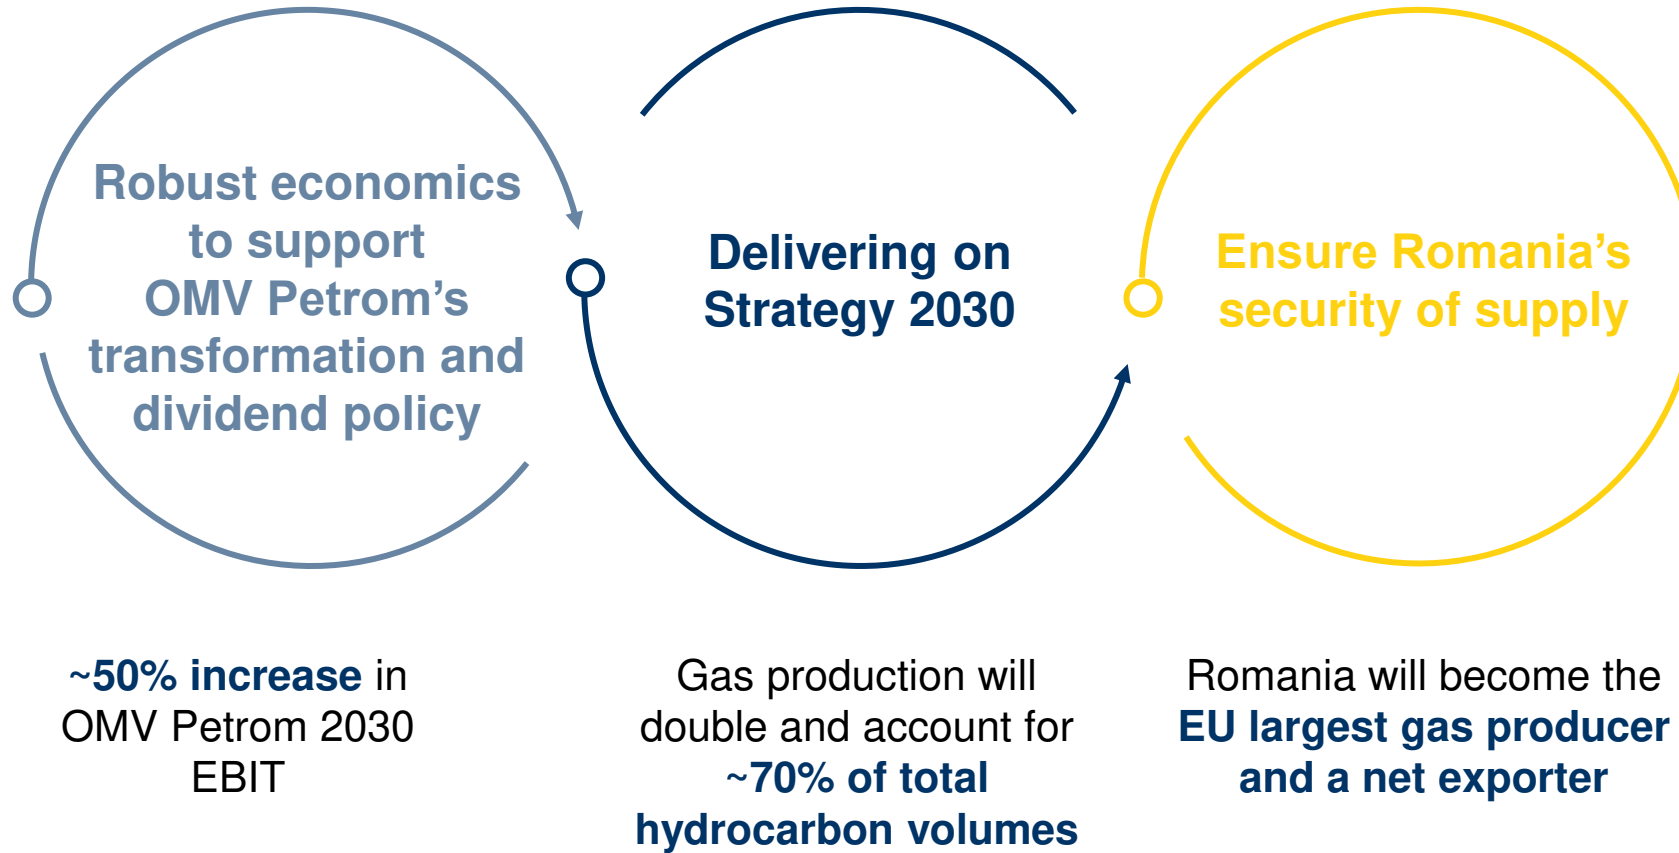 Robust economics
to support
OMV Petrom’s
transformation and
dividend policy
Delivering on
Strategy 2030
Ensure Romania’s
security of supply
~50% increase in
OMV Petrom 2030
EBIT
Gas production will
double and account for
~70% of total
hydrocarbon volumes
Romania will become the
EU largest gas producer
and a net exporter